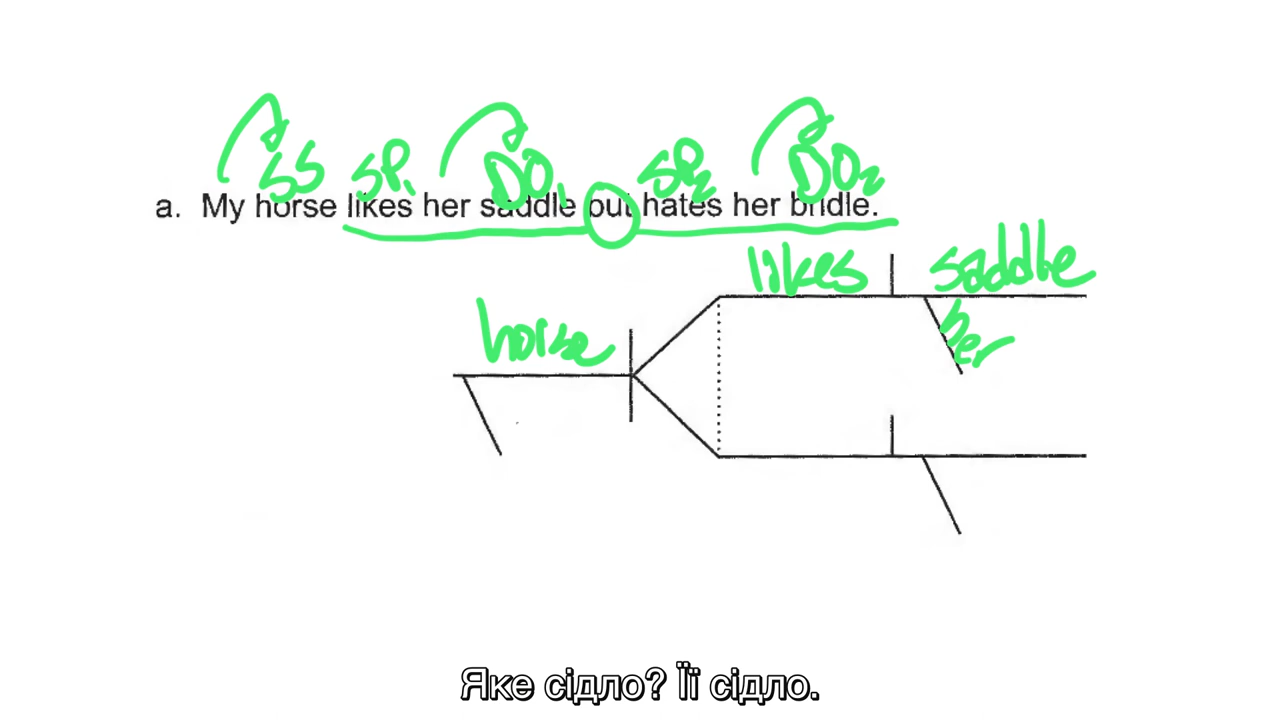 SS SP1 DO1 SP2 DO2
a. My horse likes her saddle but hates her bridle.
likes saddle
her
horse
Яке сідло? Її сідло.